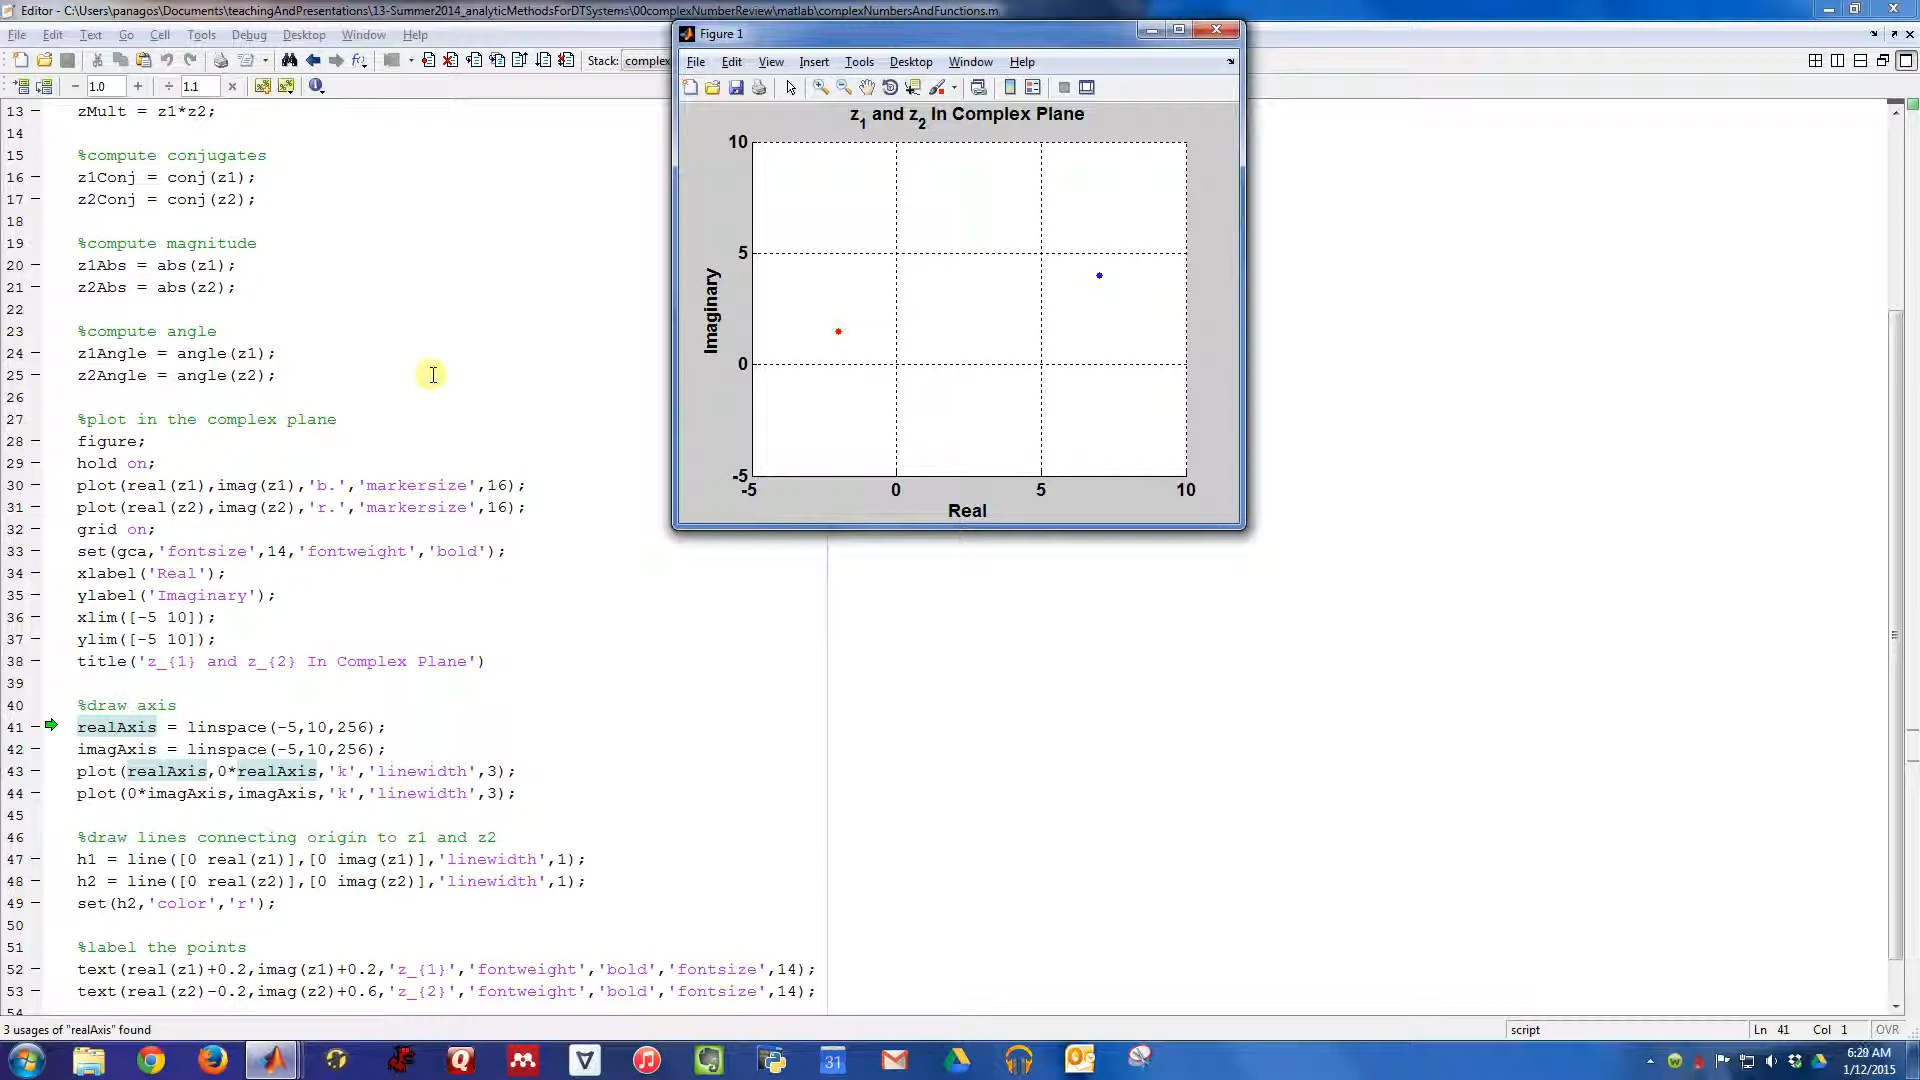 Editor - C:\Users\panagos\Documents\teachingAndPresentations\13-Summer2014_analyticMethodsForDTSystems\00complexNumberReview\matlab\complexNumbersAndFunctions.m
File Edit Text Go Cell Tools Debug Desktop Window Help
Stack: complex
- 1.0 + ÷ 1.1 ×
13 - zMult = z1*z2;
14
15 %compute conjugates
16 - z1Conj = conj(z1);
17 - z2Conj = conj(z2);
18
19 %compute magnitude
20 - z1Abs = abs(z1);
21 - z2Abs = abs(z2);
22
23 %compute angle
24 - z1Angle = angle(z1);
25 - z2Angle = angle(z2);
26
27 %plot in the complex plane
28 - figure;
29 - hold on;
30 - plot(real(z1),imag(z1),'b.','markersize',16);
31 - plot(real(z2),imag(z2),'r.','markersize',16);
32 - grid on;
33 - set(gca,'fontsize',14,'fontweight','bold');
34 - xlabel('Real');
35 - ylabel('Imaginary');
36 - xlim([-5 10]);
37 - ylim([-5 10]);
38 - title('z_{1} and z_{2} In Complex Plane')
39
40 %draw axis
41 - realAxis = linspace(-5,10,256);
42 - imagAxis = linspace(-5,10,256);
43 - plot(realAxis,0*realAxis,'k','linewidth',3);
44 - plot(0*imagAxis,imagAxis,'k','linewidth',3);
45
46 %draw lines connecting origin to z1 and z2
47 - h1 = line([0 real(z1)],[0 imag(z1)],'linewidth',1);
48 - h2 = line([0 real(z2)],[0 imag(z2)],'linewidth',1);
49 - set(h2,'color','r');
50
51 %label the points
52 - text(real(z1)+0.2,imag(z1)+0.2,'z_{1}','fontweight','bold','fontsize',14);
53 - text(real(z2)-0.2,imag(z2)+0.6,'z_{2}','fontweight','bold','fontsize',14);
54
Figure 1
File Edit View Insert Tools Desktop Window Help
z1 and z2 In Complex Plane
10
5
0
-5
Imaginary
-5 0 5 10
Real
3 usages of "realAxis" found
script
Ln 41 Col 1 OVR
31
6:29 AM
1/12/2015